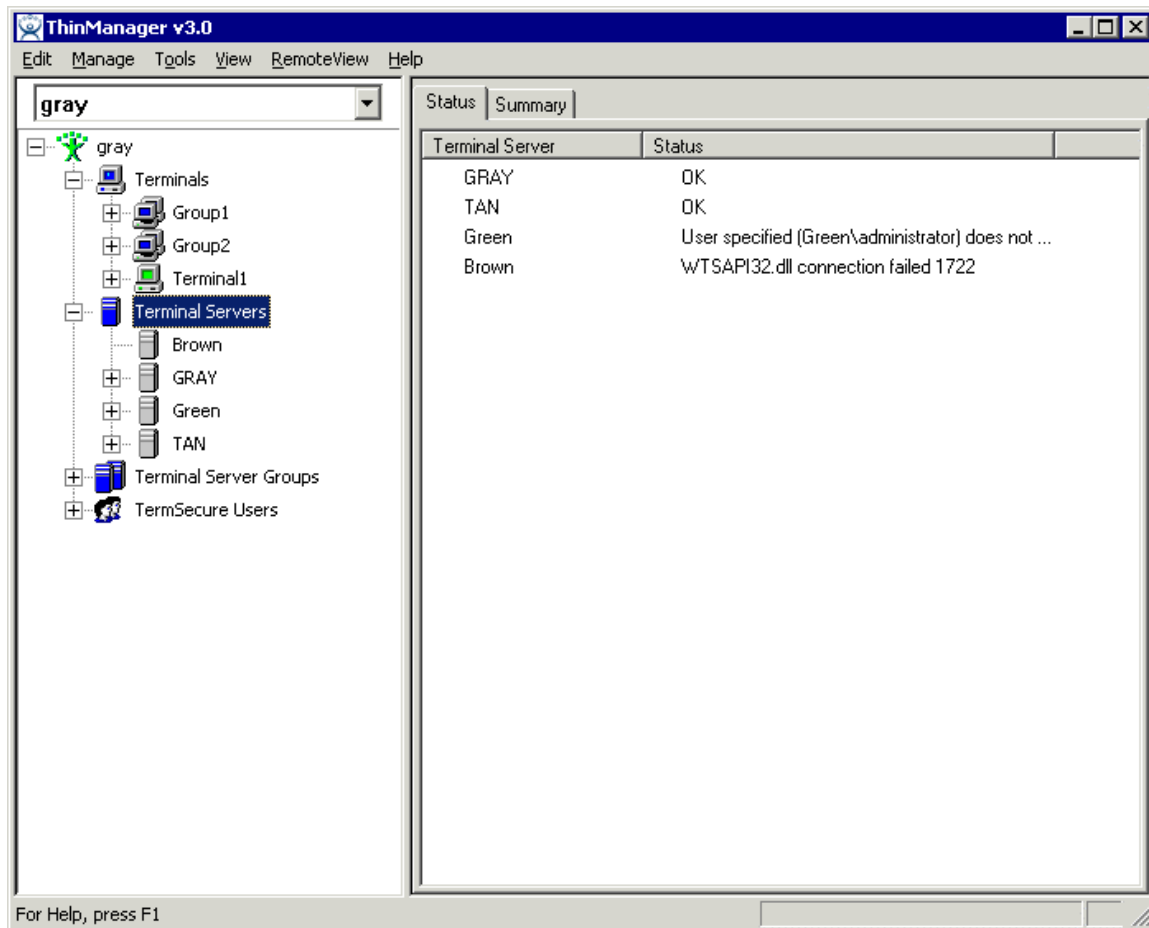 ThinManager v3.0
Edit Manage Tools View RemoteView Help
gray
gray
Terminals
Group1
Group2
Terminal1
Terminal Servers
Brown
GRAY
Green
TAN
Terminal Server Groups
TermSecure Users
Status Summary
Terminal Server Status
GRAY OK
TAN OK
Green User specified (Green\administrator) does not ...
Brown WTSAPI32.dll connection failed 1722
For Help, press F1